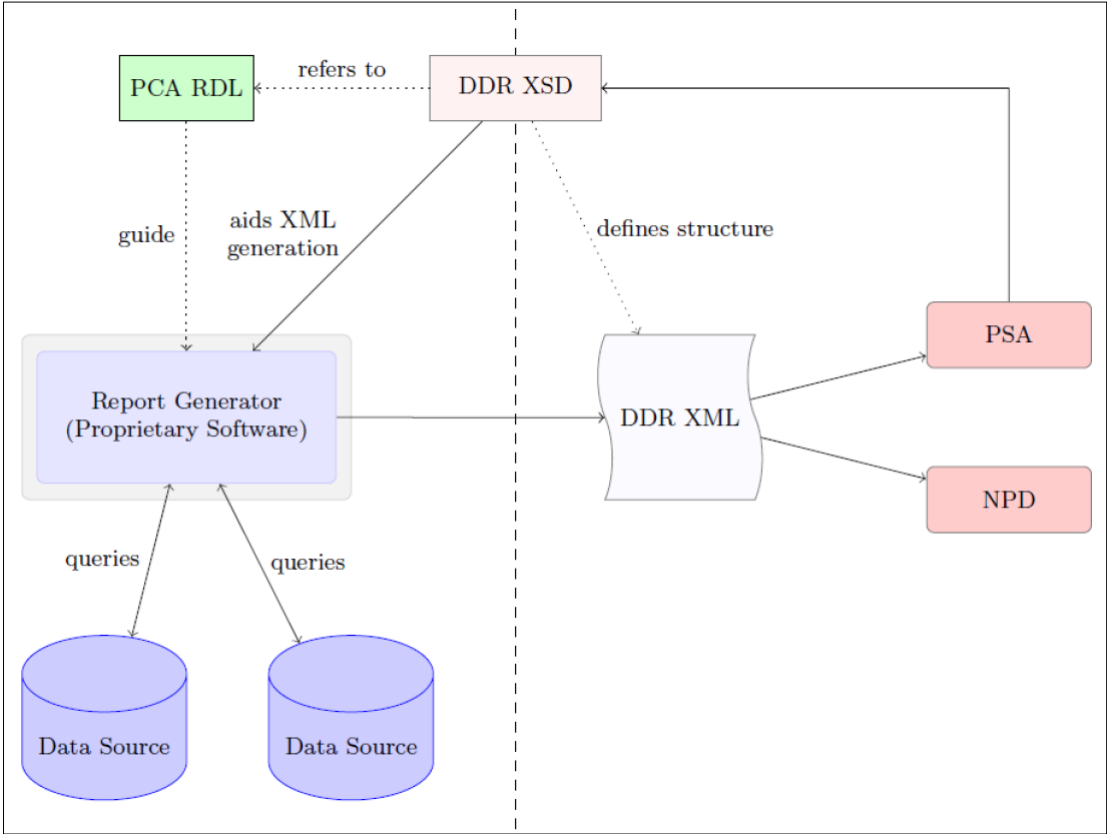 refers to
PCA RDL
DDR XSD
guide
aids XML
generation
defines structure
PSA
Report Generator
(Proprietary Software)
DDR XML
NPD
queries
queries
Data Source
Data Source